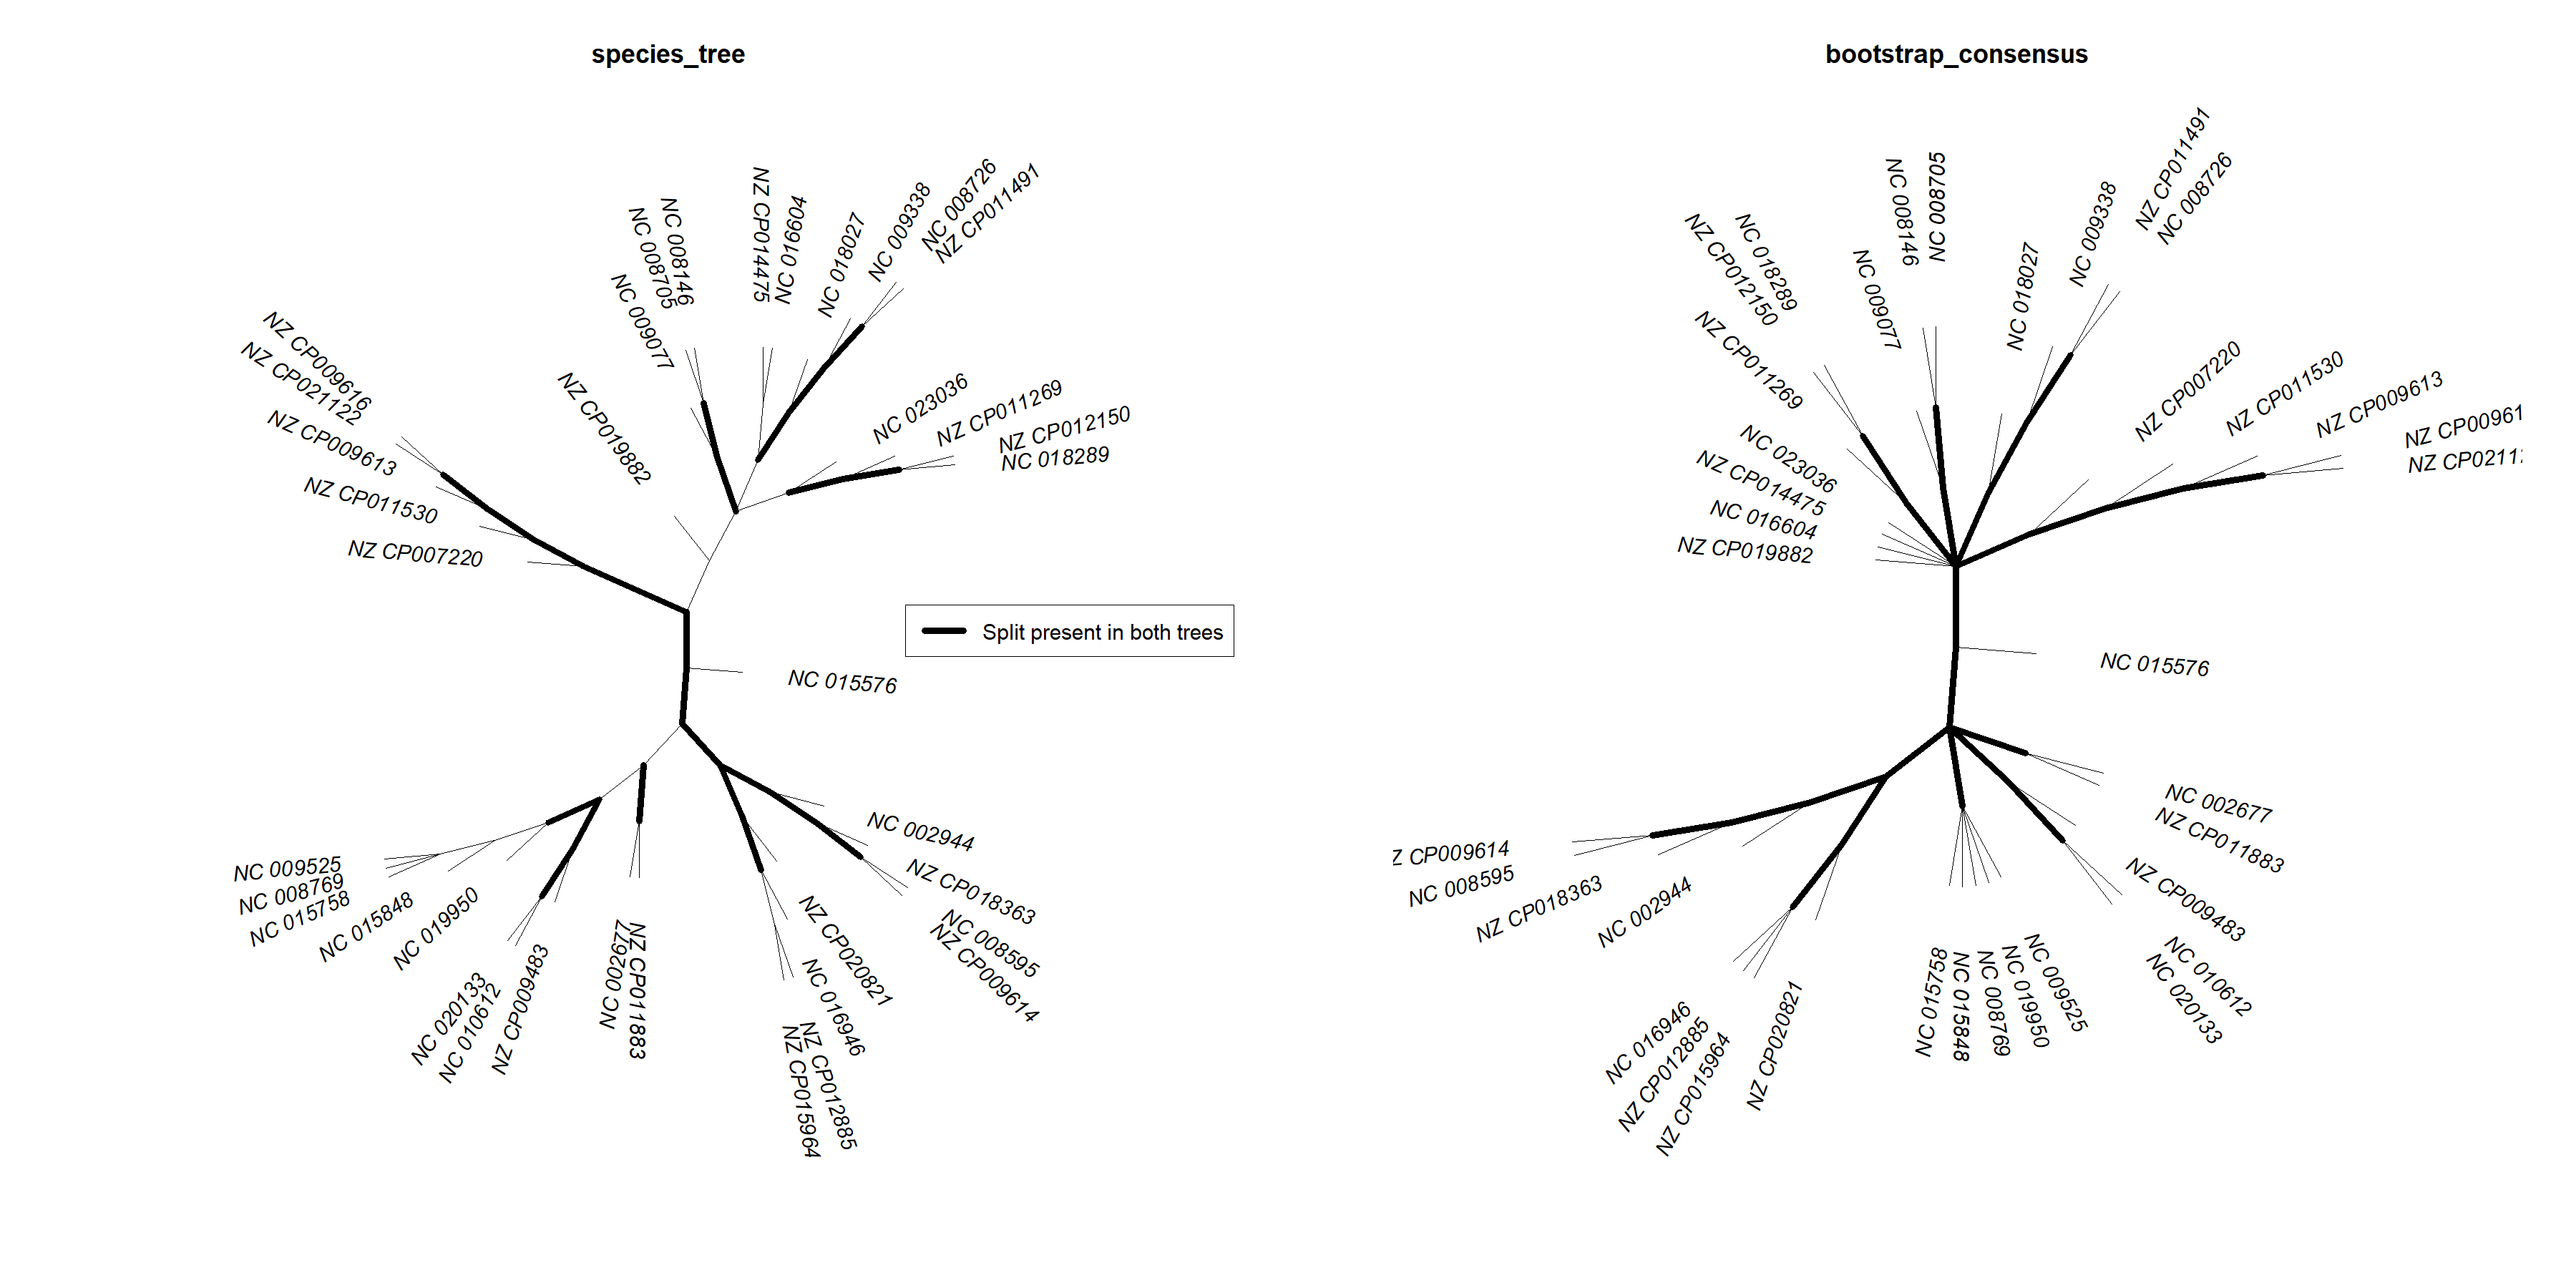 species_tree
bootstrap_consensus
NC 008146
NC 008705
NC 009077
NZ CP014475
NC 016604
NC 018027
NC 009338
NC 008726
NZ CP011491
NZ CP009616
NZ CP021122
NZ CP009613
NZ CP011530
NZ CP007220
NZ CP019882
NC 023036
NZ CP011269
NZ CP012150
NC 018289
Split present in both trees
NC 015576
NC 009525
NC 008769
NC 015758
NC 015848
NC 019950
NC 020133
NC 010612
NZ CP009483
NC 002677
NZ CP011883
NC 002944
NZ CP018363
NC 008595
NZ CP009614
NZ CP020821
NC 016946
NZ CP012885
NZ CP015964
NC 018289
NZ CP012150
NZ CP011269
NC 023036
NZ CP014475
NC 016604
NZ CP019882
NC 009077
NC 008146
NC 008705
NC 018027
NC 009338
NZ CP011491
NC 008726
NZ CP007220
NZ CP011530
NZ CP009613
NZ CP00961
NZ CP0211
NC 015576
NC 002677
NZ CP011883
NZ CP009483
NC 010612
NC 020133
NC 009525
NC 019950
NC 008769
NC 015848
NC 015758
Z CP009614
NC 008595
NZ CP018363
NC 002944
NC 016946
NZ CP012885
NZ CP015964
NZ CP020821